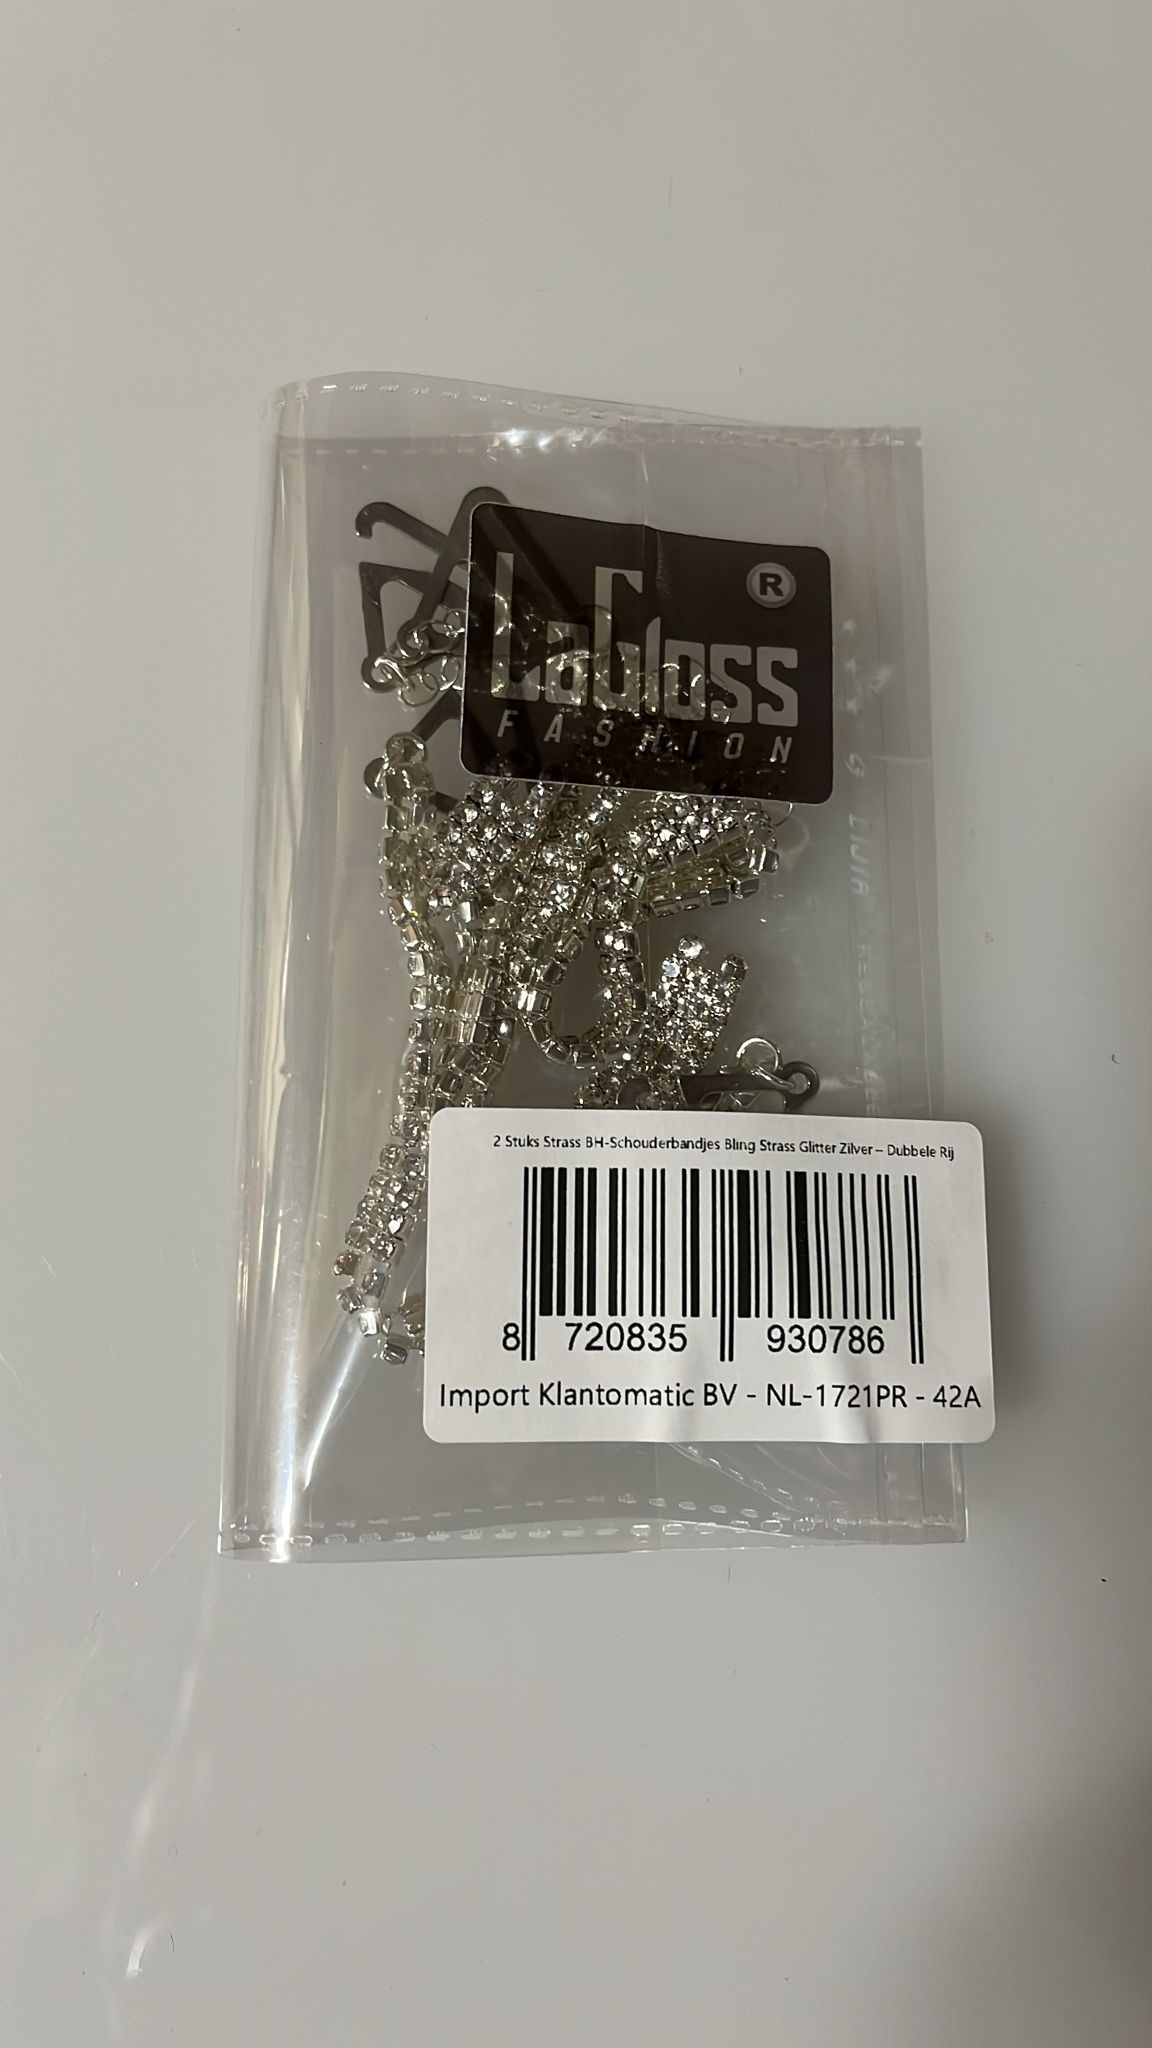 LaGloss ®
FASHION
2 Stuks Strass BH-Schouderbandjes Bling Strass Glitter Zilver – Dubbele Rij
8 720835 930786
Import Klantomatic BV - NL-1721PR - 42A